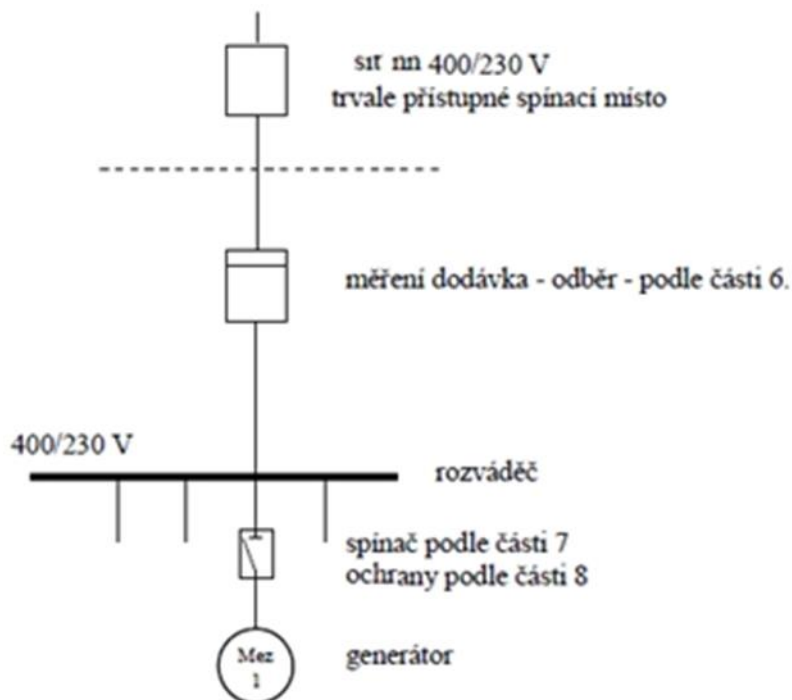 sıť nn 400/230 V
trvale přístupné spínací místo
měření dodávka - odběr - podle části 6.
400/230 V
rozváděč
spínač podle části 7
ochrany podle části 8
Mez
1
generátor